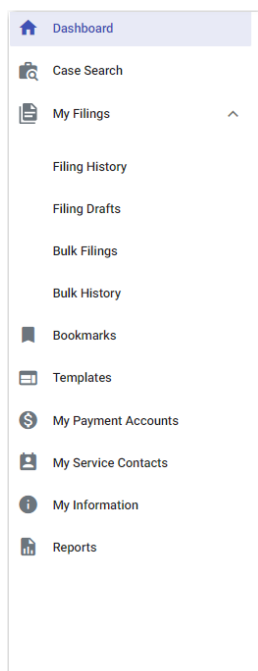 Dashboard
Case Search
My Filings
Filing History
Filing Drafts
Bulk Filings
Bulk History
Bookmarks
Templates
My Payment Accounts
My Service Contacts
My Information
Reports